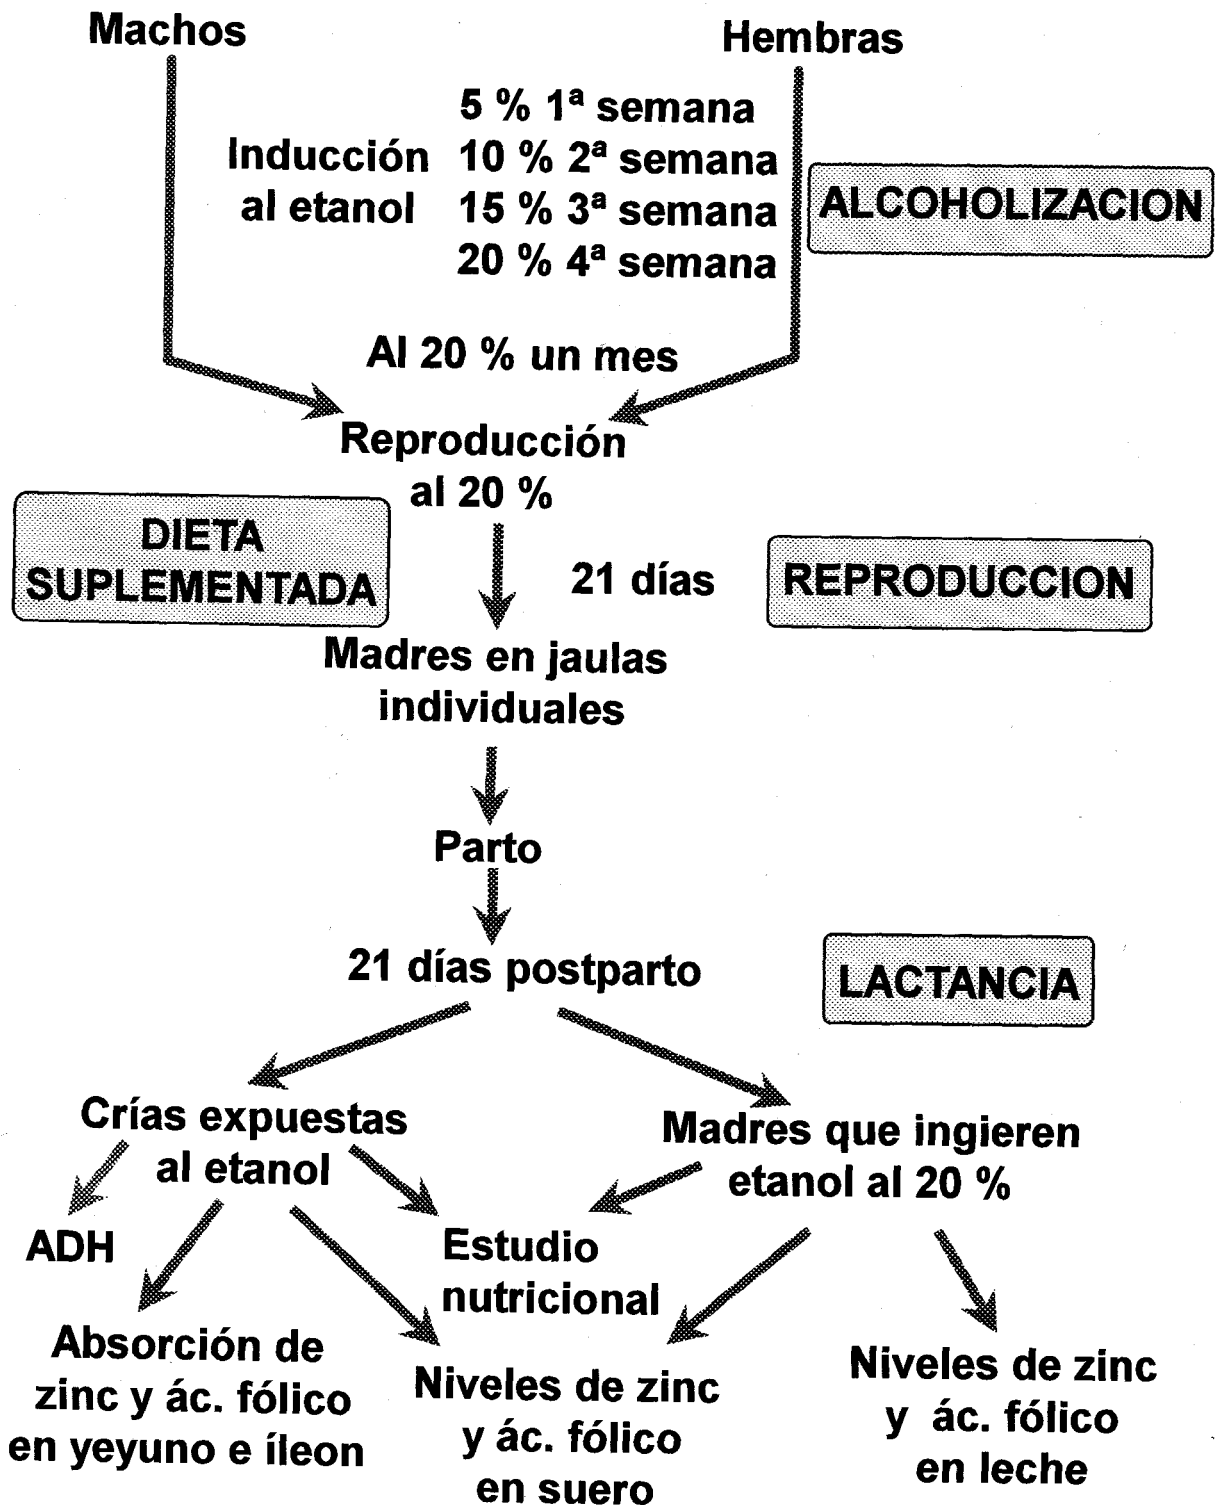 Machos
Hembras
5 % 1ª semana
Inducción 10 % 2ª semana
al etanol 15 % 3ª semana
20 % 4ª semana
ALCOHOLIZACION
Al 20 % un mes
Reproducción
al 20 %
DIETA
SUPLEMENTADA
21 días
REPRODUCCION
Madres en jaulas
individuales
Parto
21 días postparto
LACTANCIA
Crías expuestas
al etanol
Madres que ingieren
etanol al 20 %
ADH
Estudio
nutricional
Absorción de
zinc y ác. fólico
en yeyuno e íleon
Niveles de zinc
y ác. fólico
en suero
Niveles de zinc
y ác. fólico
en leche